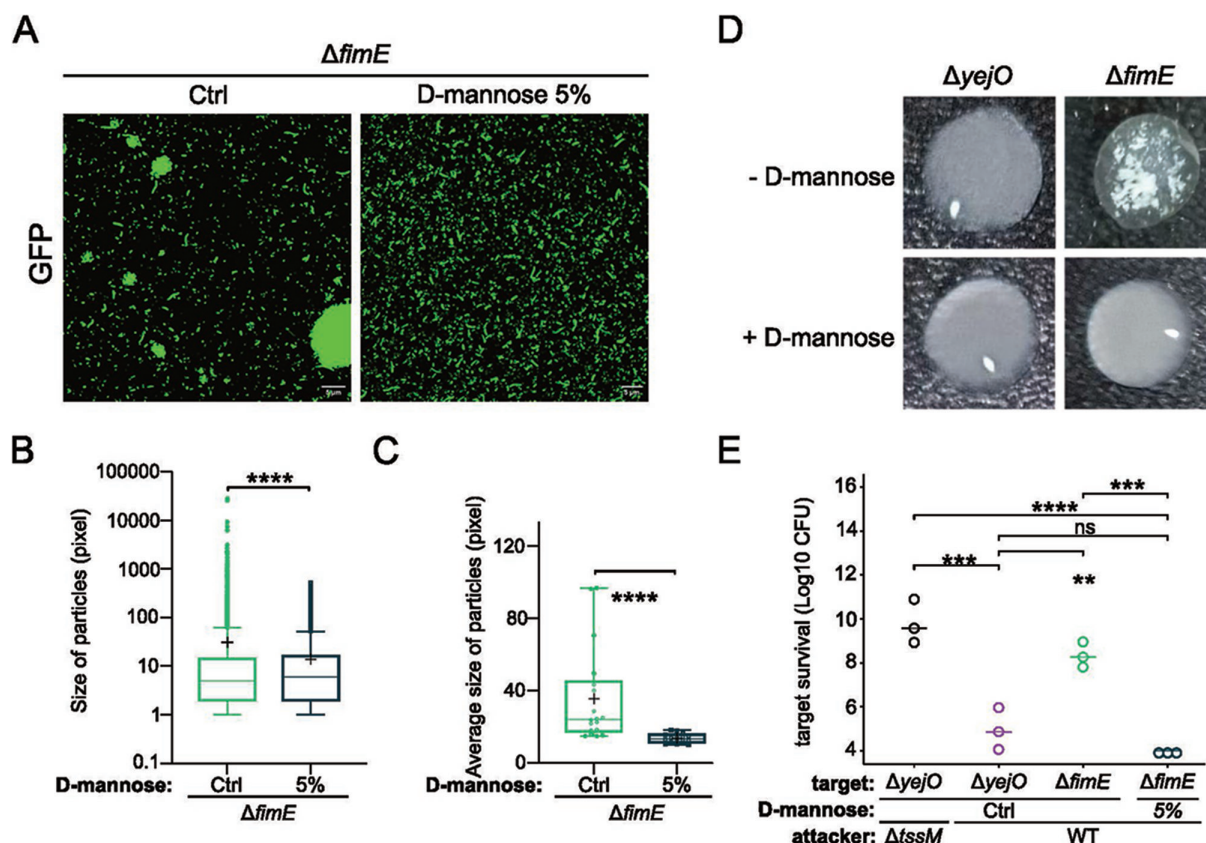 A
ΔfimE
Ctrl
D-mannose 5%
GFP
5µm
5 µm
D
ΔyejO
ΔfimE
- D-mannose
+ D-mannose
B
Size of particles (pixel)
100000
10000
1000
100
10
1
0.1
****
D-mannose:
Ctrl
5%
ΔfimE
C
Average size of particles (pixel)
120
80
40
0
****
D-mannose:
Ctrl
5%
ΔfimE
E
target survival (Log10 CFU)
16
14
12
10
8
6
4
***
****
ns
***
**
target: ΔyejO ΔyejO ΔfimE ΔfimE
D-mannose: Ctrl 5%
attacker: ΔtssM WT